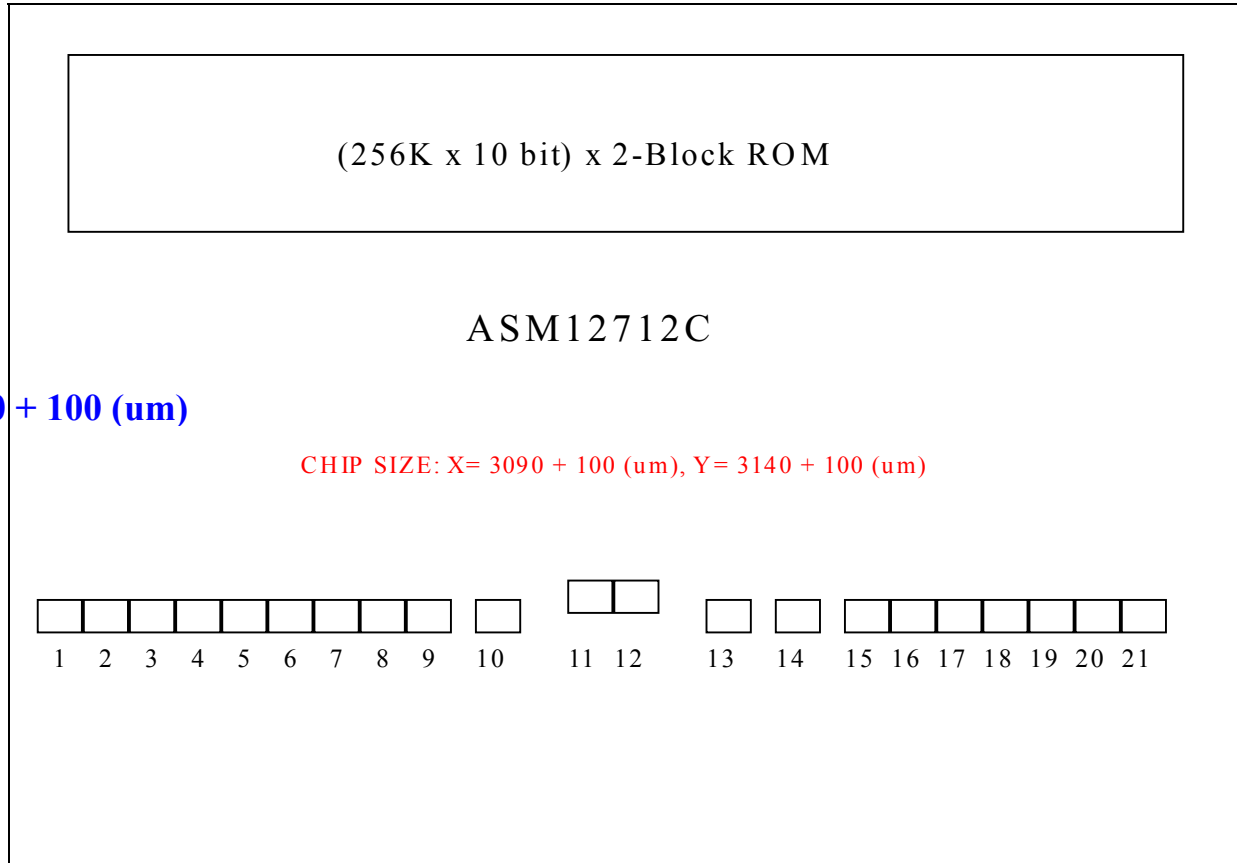 (256K x 10 bit) x 2-Block ROM
ASM12712C
+ 100 (um)
CHIP SIZE: X= 3090 + 100 (um), Y= 3140 + 100 (um)
1 2 3 4 5 6 7 8 9 10 11 12 13 14 15 16 17 18 19 20 21